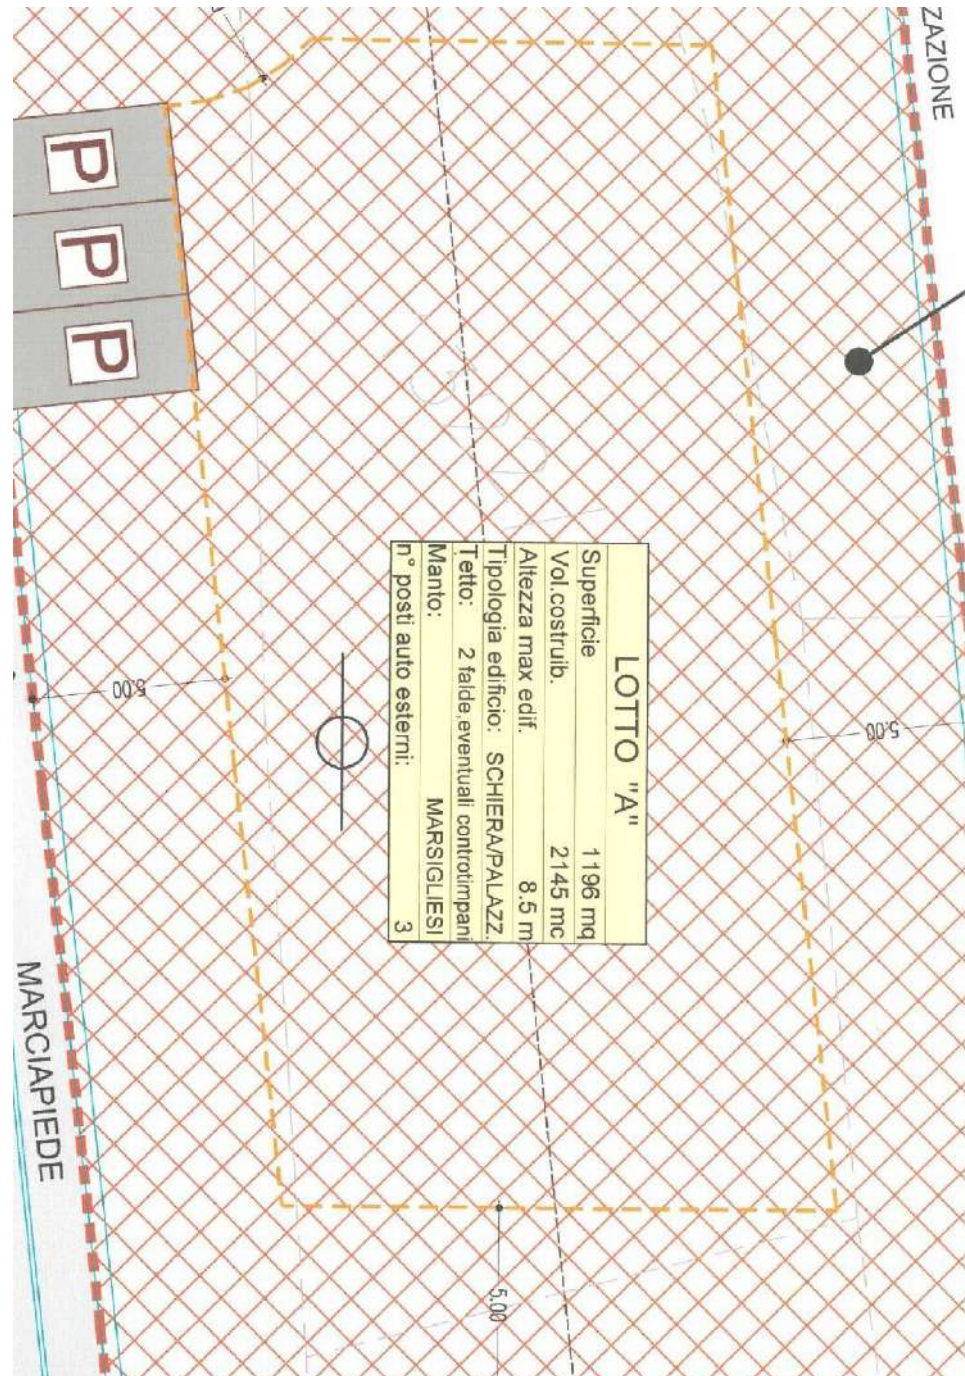 ZAZIONE
P
P
P
LOTTO "A"
Superficie 1196 mq
Vol.costruib. 2145 mc
Altezza max edif. 8.5 m
Tipologia edificio: SCHIERA/PALAZZ.
Tetto: 2 falde,eventuali controtimpani
Manto: MARSIGLIESI
n° posti auto esterni: 3
5.00
5.00
5.00
MARCIAPIEDE